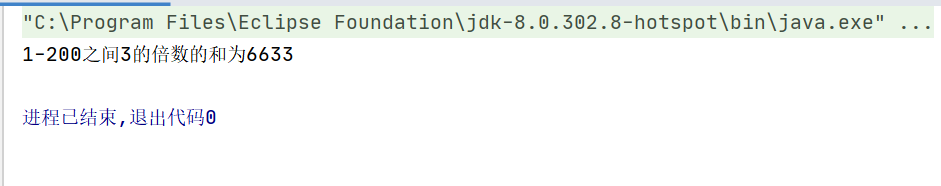 "C:\Program Files\Eclipse Foundation\jdk-8.0.302.8-hotspot\bin\java.exe" ...
1-200之间3的倍数的和为6633
进程已结束,退出代码0